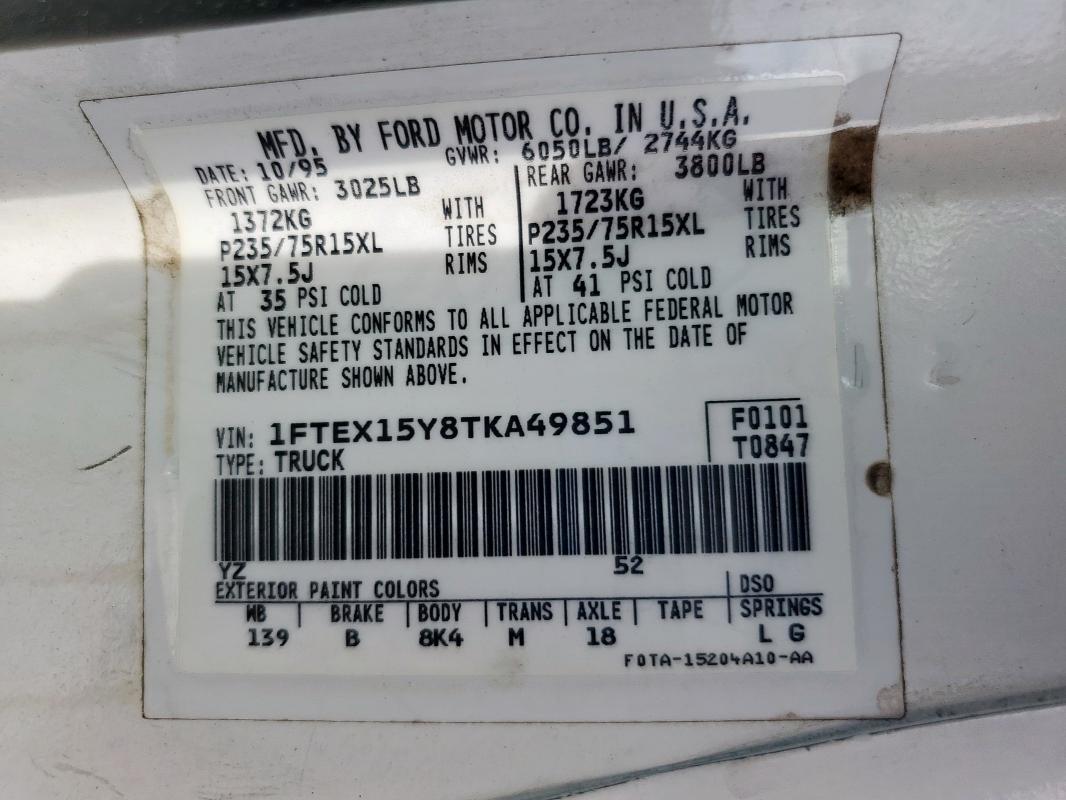 MFD. BY FORD MOTOR CO. IN U.S.A.
DATE: 10/95 GVWR: 6050LB/ 2744KG
FRONT GAWR: 3025LB REAR GAWR: 3800LB
1372KG WITH 1723KG WITH
P235/75R15XL TIRES P235/75R15XL TIRES
15X7.5J RIMS 15X7.5J RIMS
AT 35 PSI COLD AT 41 PSI COLD
THIS VEHICLE CONFORMS TO ALL APPLICABLE FEDERAL MOTOR
VEHICLE SAFETY STANDARDS IN EFFECT ON THE DATE OF
MANUFACTURE SHOWN ABOVE.
VIN: 1FTEX15Y8TKA49851 F0101
TYPE: TRUCK T0847
YZ 52
EXTERIOR PAINT COLORS DSO
WB BRAKE BODY TRANS AXLE TAPE SPRINGS
139 B 8K4 M 18 L G
F0TA-15204A10-AA